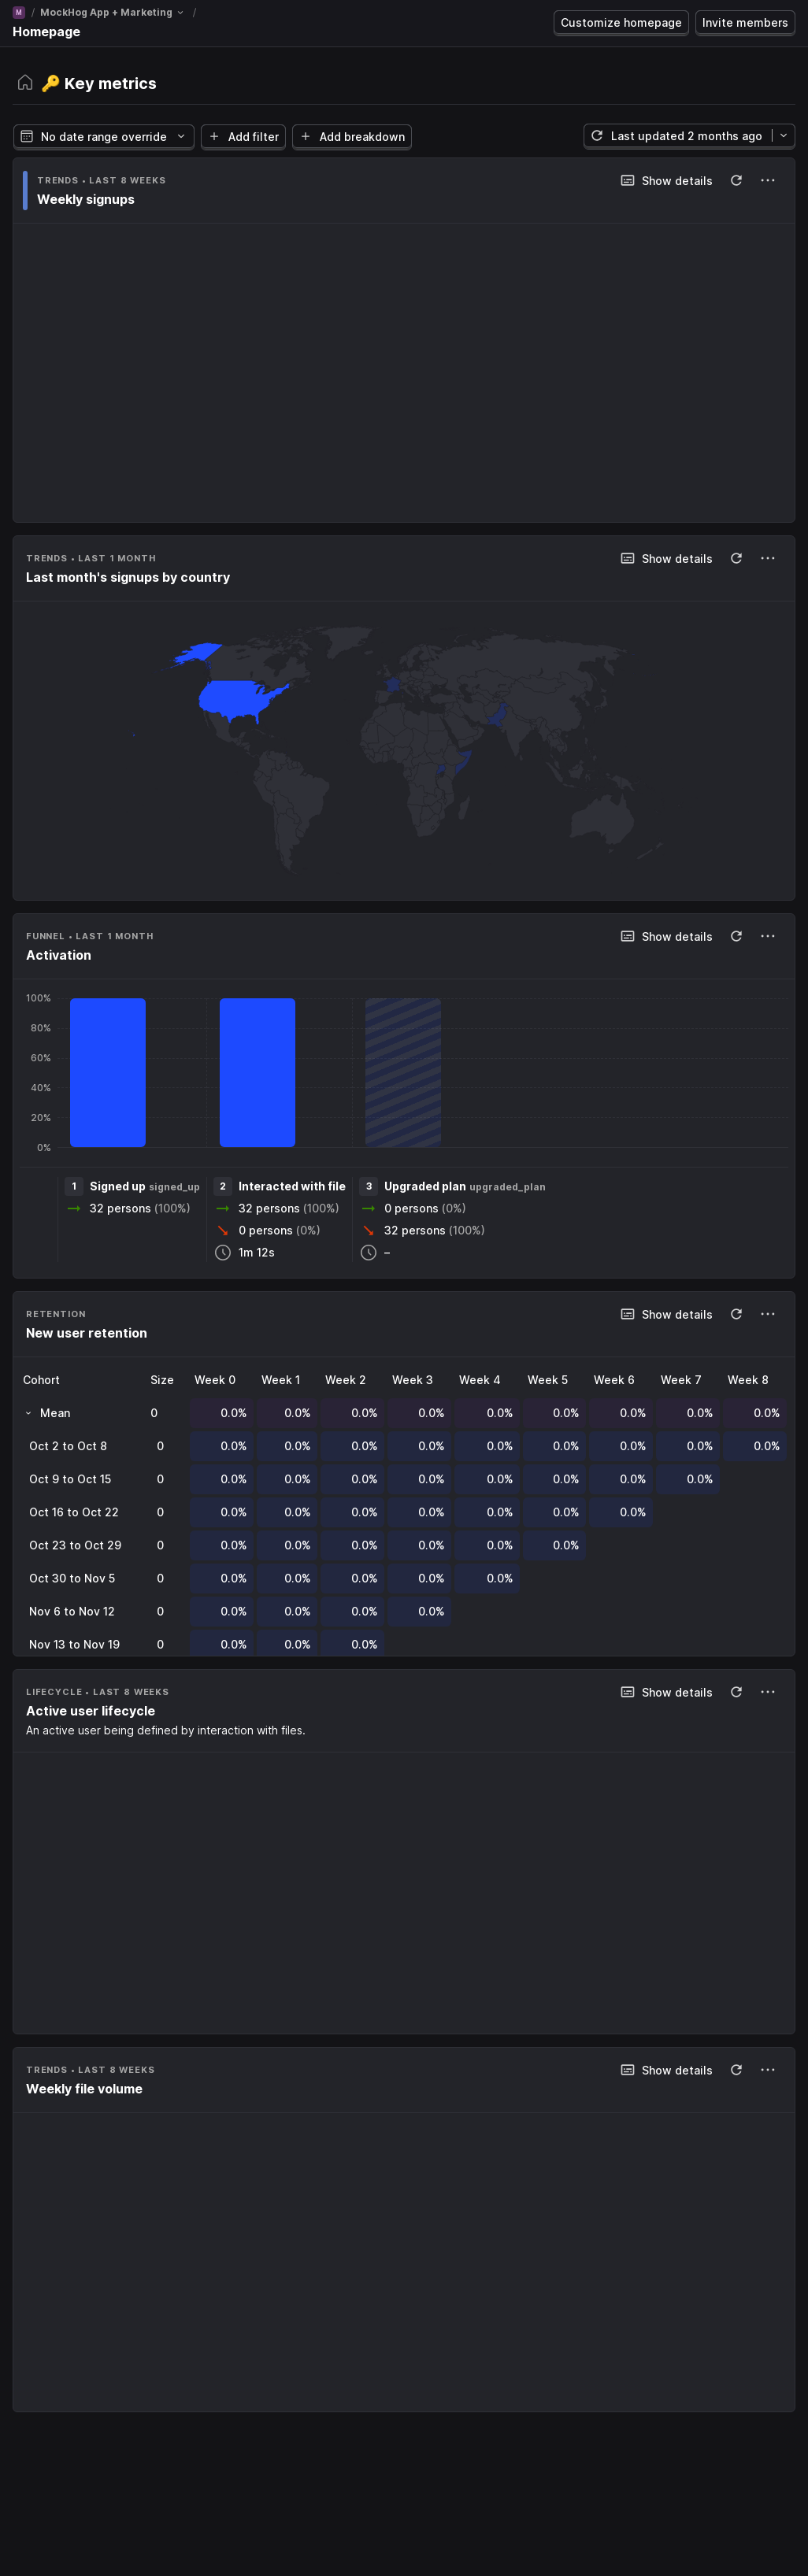 M / MockHog App + Marketing /
Homepage
Customize homepage
Invite members
🔑 Key metrics
No date range override
Add filter
Add breakdown
Last updated 2 months ago
TRENDS • LAST 8 WEEKS
Weekly signups
Show details
TRENDS • LAST 1 MONTH
Last month's signups by country
Show details
FUNNEL • LAST 1 MONTH
Activation
Show details
100%
80%
60%
40%
20%
0%
1 Signed up signed_up
32 persons (100%)
2 Interacted with file
32 persons (100%)
0 persons (0%)
1m 12s
3 Upgraded plan upgraded_plan
0 persons (0%)
32 persons (100%)
–
RETENTION
New user retention
Show details
Cohort Size Week 0 Week 1 Week 2 Week 3 Week 4 Week 5 Week 6 Week 7 Week 8
Mean 0 0.0% 0.0% 0.0% 0.0% 0.0% 0.0% 0.0% 0.0% 0.0%
Oct 2 to Oct 8 0 0.0% 0.0% 0.0% 0.0% 0.0% 0.0% 0.0% 0.0% 0.0%
Oct 9 to Oct 15 0 0.0% 0.0% 0.0% 0.0% 0.0% 0.0% 0.0% 0.0%
Oct 16 to Oct 22 0 0.0% 0.0% 0.0% 0.0% 0.0% 0.0% 0.0%
Oct 23 to Oct 29 0 0.0% 0.0% 0.0% 0.0% 0.0% 0.0%
Oct 30 to Nov 5 0 0.0% 0.0% 0.0% 0.0% 0.0%
Nov 6 to Nov 12 0 0.0% 0.0% 0.0% 0.0%
Nov 13 to Nov 19 0 0.0% 0.0% 0.0%
LIFECYCLE • LAST 8 WEEKS
Active user lifecycle
An active user being defined by interaction with files.
Show details
TRENDS • LAST 8 WEEKS
Weekly file volume
Show details